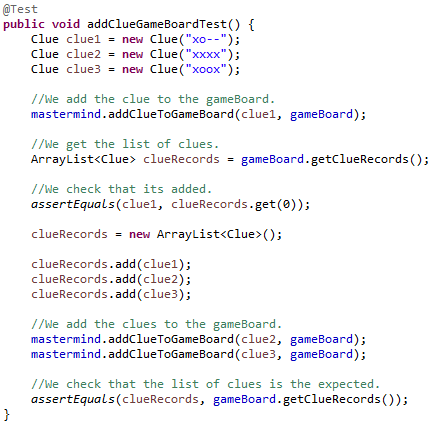 @Test
public void addClueGameBoardTest() {
    Clue clue1 = new Clue("xo--");
    Clue clue2 = new Clue("xxxx");
    Clue clue3 = new Clue("xoox");

    //We add the clue to the gameBoard.
    mastermind.addClueToGameBoard(clue1, gameBoard);

    //We get the list of clues.
    ArrayList<Clue> clueRecords = gameBoard.getClueRecords();

    //We check that its added.
    assertEquals(clue1, clueRecords.get(0));

    clueRecords = new ArrayList<Clue>();

    clueRecords.add(clue1);
    clueRecords.add(clue2);
    clueRecords.add(clue3);

    //We add the clues to the gameBoard.
    mastermind.addClueToGameBoard(clue2, gameBoard);
    mastermind.addClueToGameBoard(clue3, gameBoard);

    //We check that the list of clues is the expected.
    assertEquals(clueRecords, gameBoard.getClueRecords());
}